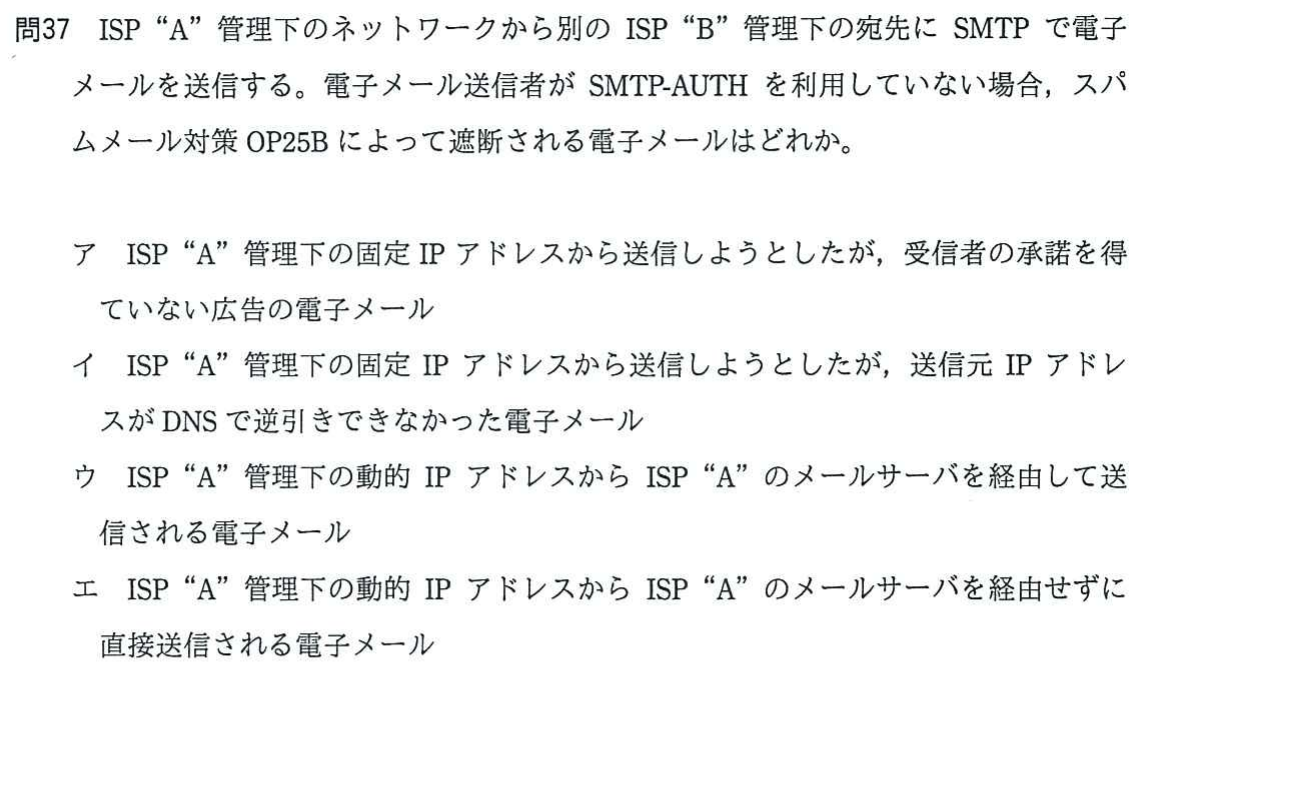 問37 ISP “A” 管理下のネットワークから別の ISP “B” 管理下の宛先に SMTP で電子
メールを送信する。電子メール送信者が SMTP-AUTH を利用していない場合，スパ
ムメール対策 OP25B によって遮断される電子メールはどれか。
ア ISP “A” 管理下の固定 IP アドレスから送信しようとしたが，受信者の承諾を得
ていない広告の電子メール
イ ISP “A” 管理下の固定 IP アドレスから送信しようとしたが，送信元 IP アドレ
スが DNS で逆引きできなかった電子メール
ウ ISP “A” 管理下の動的 IP アドレスから ISP “A” のメールサーバを経由して送
信される電子メール
エ ISP “A” 管理下の動的 IP アドレスから ISP “A” のメールサーバを経由せずに
直接送信される電子メール